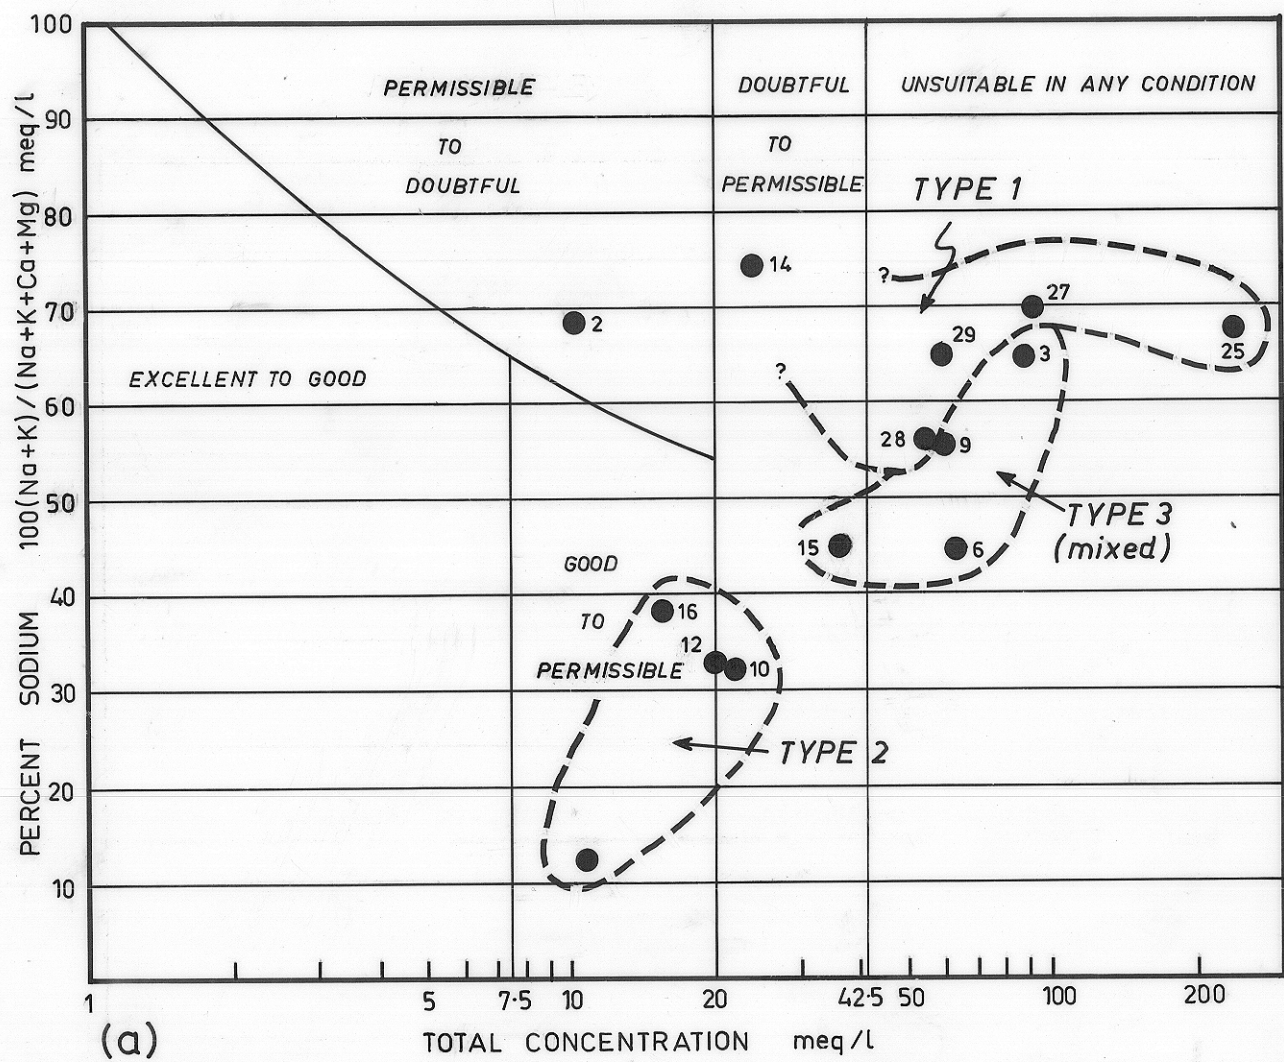 PERCENT SODIUM 100(Na+K)/(Na+K+Ca+Mg) meq/l
100
90
80
70
60
50
40
30
20
10
PERMISSIBLE
TO
DOUBTFUL
DOUBTFUL
TO
PERMISSIBLE
UNSUITABLE IN ANY CONDITION
TYPE 1
14
?
27
2
29
3
25
EXCELLENT TO GOOD
?
28
9
TYPE 3
(mixed)
15
6
GOOD
TO
PERMISSIBLE
16
12
10
TYPE 2
1
5
7·5
10
20
42·5
50
100
200
(a)
TOTAL CONCENTRATION meq/l